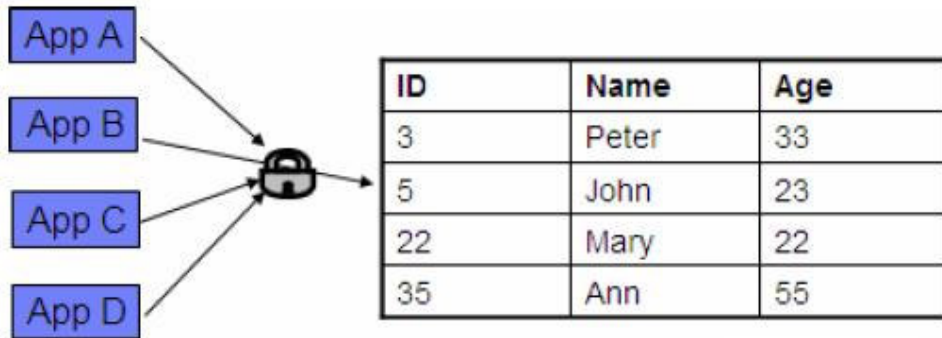 App A
App B
App C
App D
ID Name Age
3 Peter 33
5 John 23
22 Mary 22
35 Ann 55